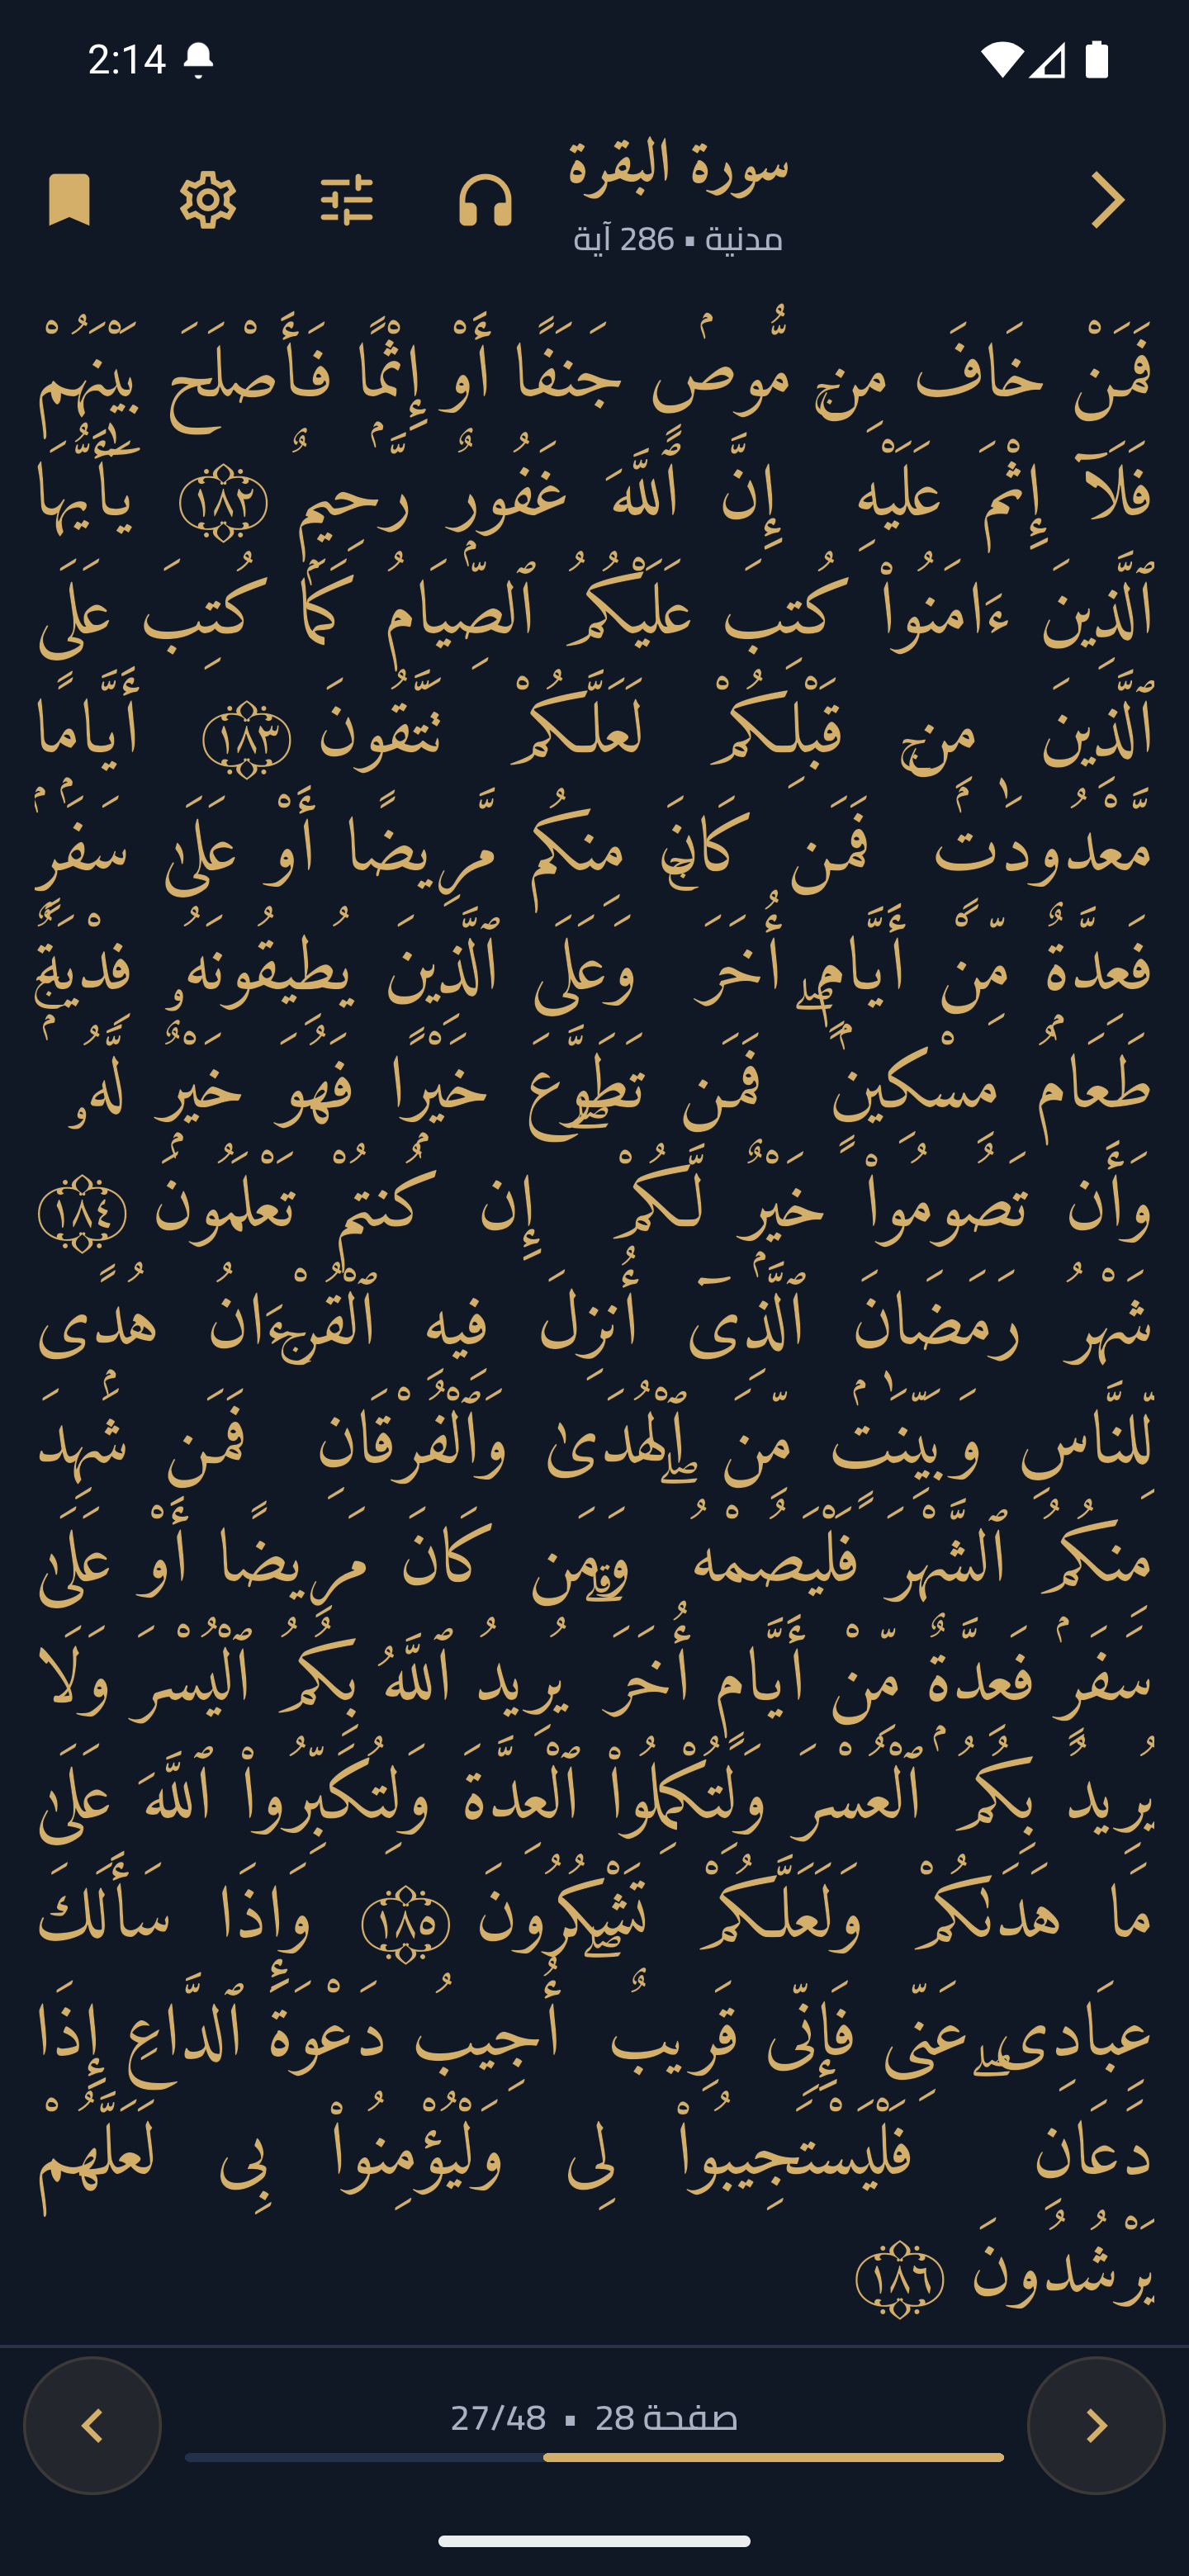 2:14
سورة البقرة
مدنية ▪ 286 آية
فَمَنْ خَافَ مِن مُّوصٍ جَنَفًا أَوْ إِثْمًا فَأَصْلَحَ بَيْنَهُمْ
فَلَآ إِثْمَ عَلَيْهِ إِنَّ ٱللَّهَ غَفُورٌ رَّحِيمٌ ١٨٢ يَـٰٓأَيُّهَا
ٱلَّذِينَ ءَامَنُوا۟ كُتِبَ عَلَيْكُمُ ٱلصِّيَامُ كَمَا كُتِبَ عَلَى
ٱلَّذِينَ مِن قَبْلِكُمْ لَعَلَّكُمْ تَتَّقُونَ ١٨٣ أَيَّامًا
مَّعْدُودَٰتٍ فَمَن كَانَ مِنكُم مَّرِيضًا أَوْ عَلَىٰ سَفَرٍ
فَعِدَّةٌ مِّنْ أَيَّامٍ أُخَرَ وَعَلَى ٱلَّذِينَ يُطِيقُونَهُۥ فِدْيَةٌ
طَعَامُ مِسْكِينٍ فَمَن تَطَوَّعَ خَيْرًا فَهُوَ خَيْرٌ لَّهُۥ
وَأَن تَصُومُوا۟ خَيْرٌ لَّكُمْ إِن كُنتُمْ تَعْلَمُونَ ١٨٤
شَهْرُ رَمَضَانَ ٱلَّذِىٓ أُنزِلَ فِيهِ ٱلْقُرْءَانُ هُدًى
لِّلنَّاسِ وَبَيِّنَـٰتٍ مِّنَ ٱلْهُدَىٰ وَٱلْفُرْقَانِ فَمَن شَهِدَ
مِنكُمُ ٱلشَّهْرَ فَلْيَصُمْهُ وَمَن كَانَ مَرِيضًا أَوْ عَلَىٰ
سَفَرٍ فَعِدَّةٌ مِّنْ أَيَّامٍ أُخَرَ يُرِيدُ ٱللَّهُ بِكُمُ ٱلْيُسْرَ وَلَا
يُرِيدُ بِكُمُ ٱلْعُسْرَ وَلِتُكْمِلُوا۟ ٱلْعِدَّةَ وَلِتُكَبِّرُوا۟ ٱللَّهَ عَلَىٰ
مَا هَدَىٰكُمْ وَلَعَلَّكُمْ تَشْكُرُونَ ١٨٥ وَإِذَا سَأَلَكَ
عِبَادِى عَنِّى فَإِنِّى قَرِيبٌ أُجِيبُ دَعْوَةَ ٱلدَّاعِ إِذَا
دَعَانِ فَلْيَسْتَجِيبُوا۟ لِى وَلْيُؤْمِنُوا۟ بِى لَعَلَّهُمْ
يَرْشُدُونَ ١٨٦
صفحة 28 ▪ 27/48